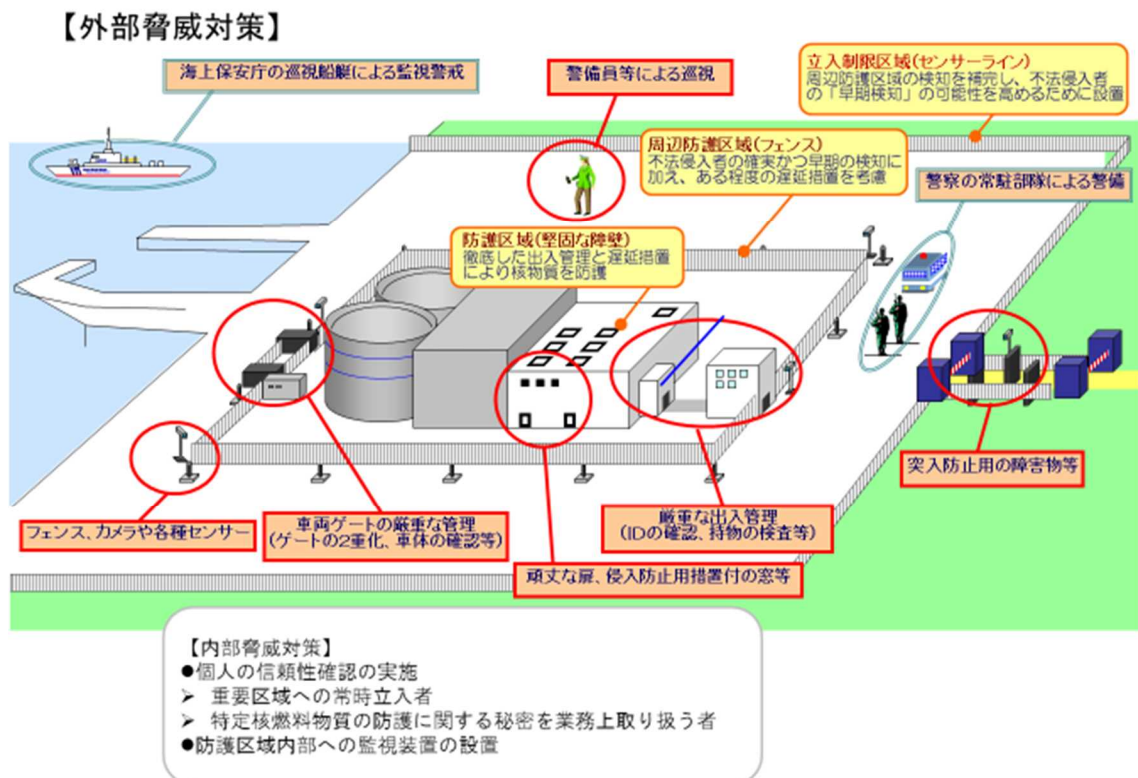 【外部脅威対策】
海上保安庁の巡視船艇による監視警戒
警備員等による巡視
立入制限区域(センサーライン)
周辺防護区域の検知を補完し、不法侵入者
の「早期検知」の可能性を高めるために設置
周辺防護区域(フェンス)
不法侵入者の確実かつ早期の検知に
加え、ある程度の遅延措置を考慮
警察の常駐部隊による警備
防護区域(堅固な障壁)
徹底した出入管理と遅延措置
により核物質を防護
突入防止用の障害物等
フェンス、カメラや各種センサー
車両ゲートの厳重な管理
(ゲートの2重化、車体の確認等)
厳重な出入管理
(IDの確認、持物の検査等)
頑丈な扉、侵入防止用措置付の窓等
【内部脅威対策】
●個人の信頼性確認の実施
➢ 重要区域への常時立入者
➢ 特定核燃料物質の防護に関する秘密を業務上取り扱う者
●防護区域内部への監視装置の設置